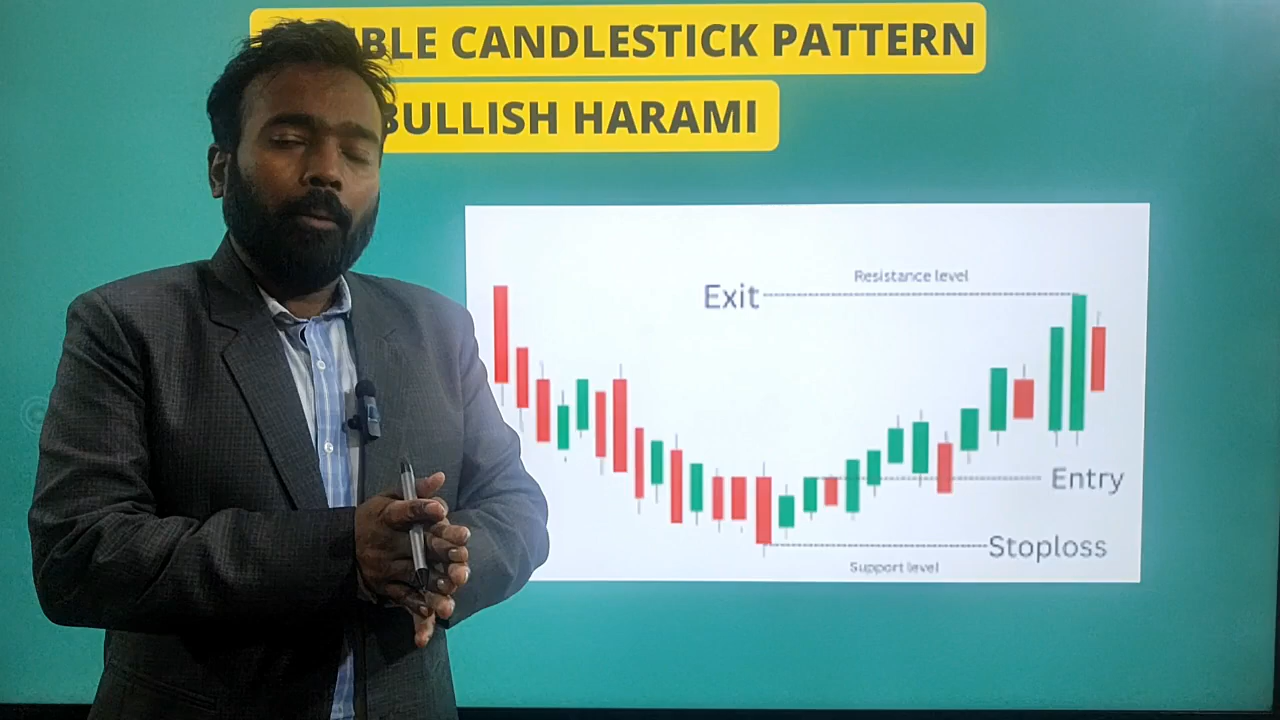 BLE CANDLESTICK PATTERN
BULLISH HARAMI
Resistance level
Exit
Entry
Stoploss
Support level